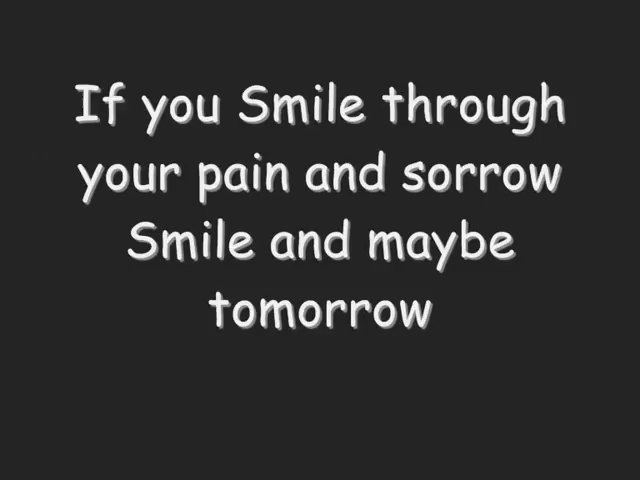 If you Smile through
your pain and sorrow
Smile and maybe
tomorrow